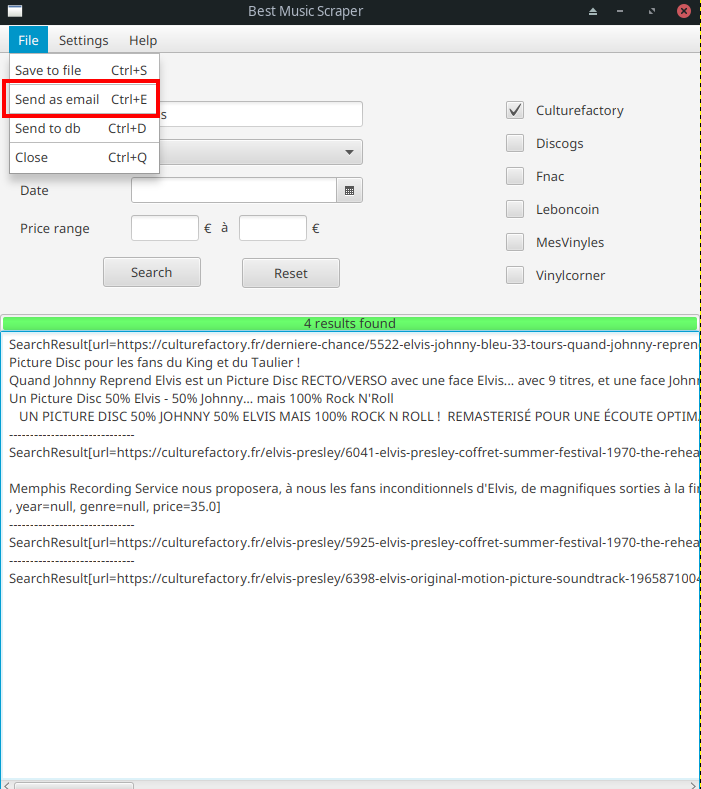 Best Music Scraper
File Settings Help
Save to file Ctrl+S
Send as email Ctrl+E
Send to db Ctrl+D
Close Ctrl+Q
s
Culturefactory
Discogs
Fnac
Leboncoin
MesVinyles
Vinylcorner
Date
Price range € à €
Search Reset
4 results found
SearchResult[url=https://culturefactory.fr/derniere-chance/5522-elvis-johnny-bleu-33-tours-quand-johnny-repren
Picture Disc pour les fans du King et du Taulier !
Quand Johnny Reprend Elvis est un Picture Disc RECTO/VERSO avec une face Elvis... avec 9 titres, et une face John
Un Picture Disc 50% Elvis - 50% Johnny... mais 100% Rock N'Roll
UN PICTURE DISC 50% JOHNNY 50% ELVIS MAIS 100% ROCK N ROLL ! REMASTERISÉ POUR UNE ÉCOUTE OPTIM
------------------------------
SearchResult[url=https://culturefactory.fr/elvis-presley/6041-elvis-presley-coffret-summer-festival-1970-the-rehea
Memphis Recording Service nous proposera, à nous les fans inconditionnels d'Elvis, de magnifiques sorties à la fi
, year=null, genre=null, price=35.0]
------------------------------
SearchResult[url=https://culturefactory.fr/elvis-presley/5925-elvis-presley-coffret-summer-festival-1970-the-rehea
------------------------------
SearchResult[url=https://culturefactory.fr/elvis-presley/6398-elvis-original-motion-picture-soundtrack-1965871004